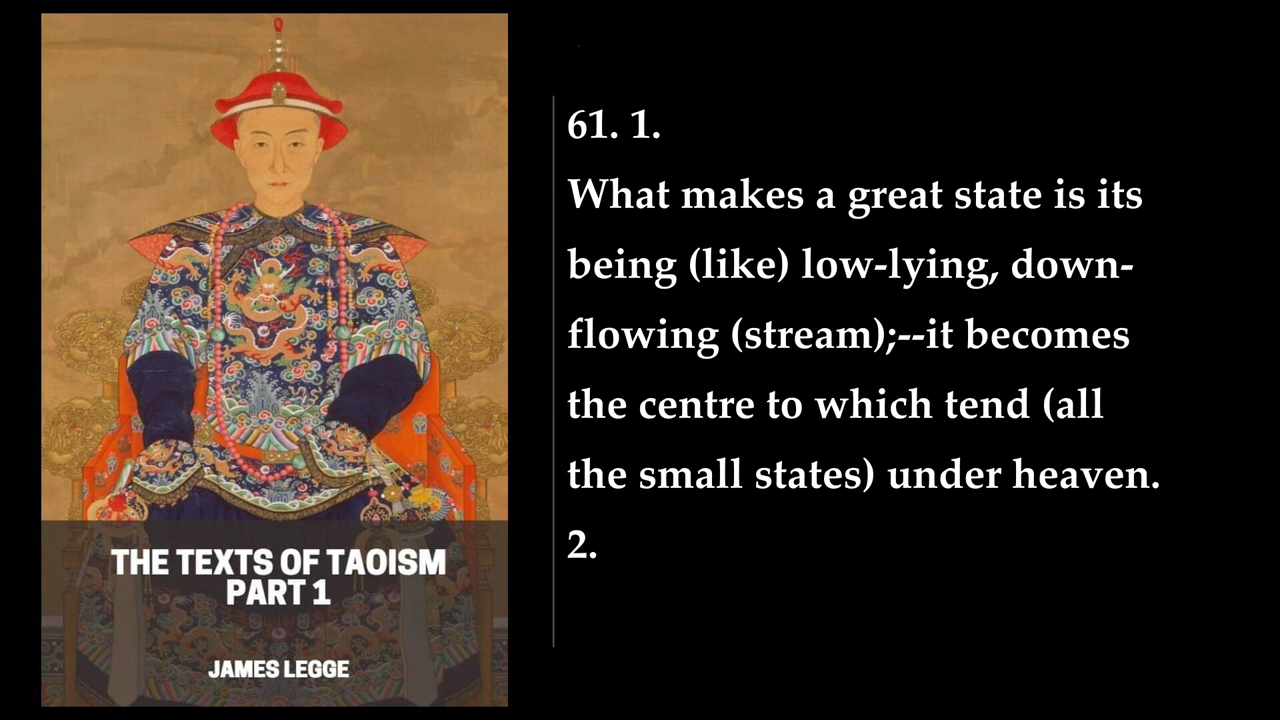 THE TEXTS OF TAOISM
PART 1
JAMES LEGGE
61. 1.
What makes a great state is its
being (like) low-lying, down-
flowing (stream);--it becomes
the centre to which tend (all
the small states) under heaven.
2.